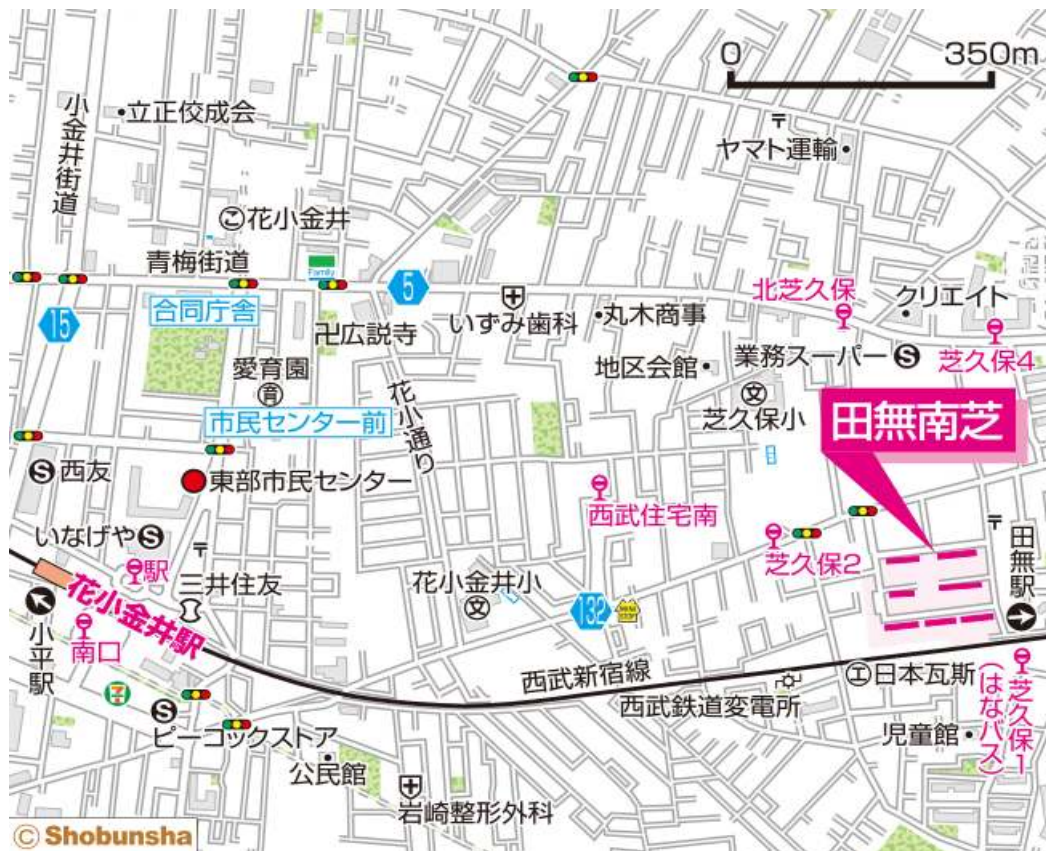 0 350m
立正佼成会
小金井街道
〒
ヤマト運輸
花小金井
青梅街道
Family
5
北芝久保
クリエイト
15
合同庁舎
卍広説寺
いずみ歯科
丸木商事
芝久保4
愛育園
育
地区会館
業務スーパー S
文
芝久保小
花小通り
市民センター前
田無南芝
S 西友
東部市民センター
西武住宅南
いなげや S
〒
芝久保2
〒
田無駅
駅
三井住友
花小金井小
文
132
MINI STOP
花小金井駅
小平駅
南口
西武新宿線
エ 日本瓦斯
西武鉄道変電所
芝久保1
(はなバス)
7
S
ピーコックストア
児童館
公民館
岩崎整形外科
© Shobunsha